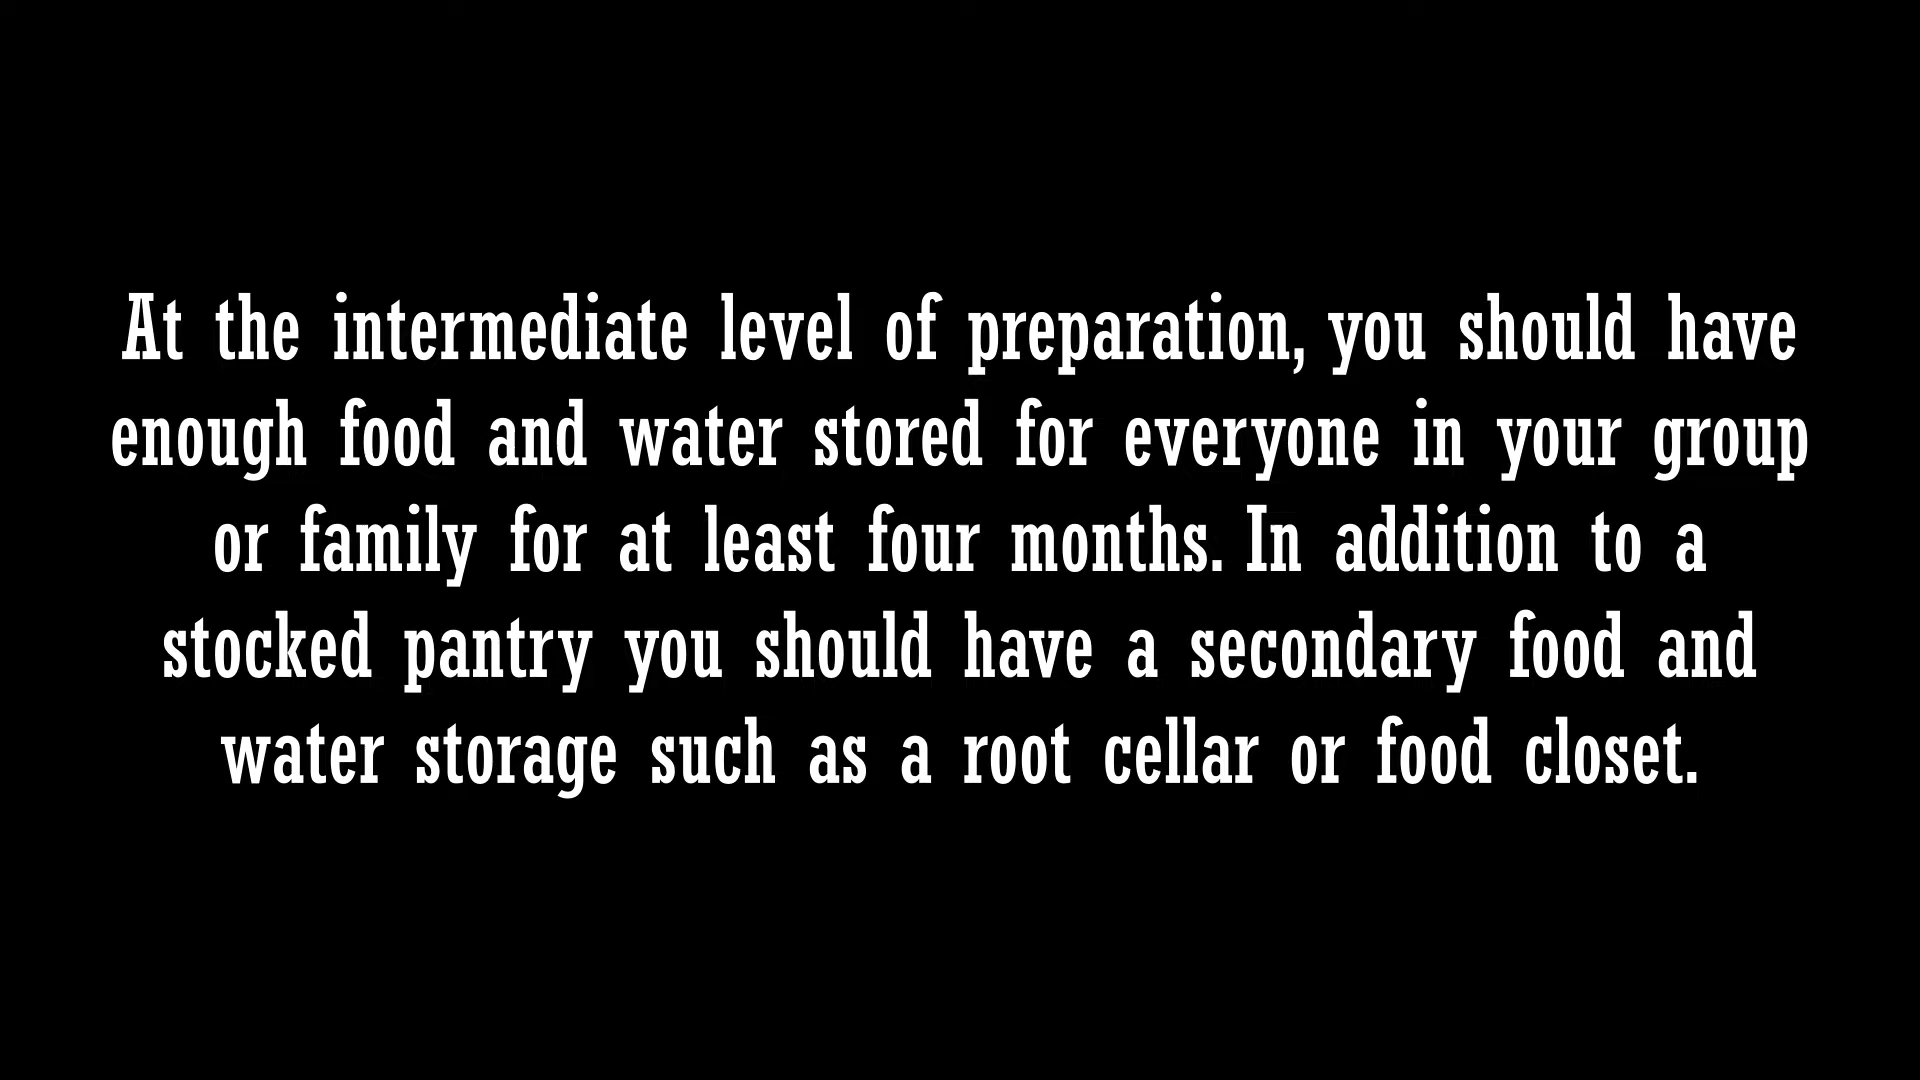 At the intermediate level of preparation, you should have
enough food and water stored for everyone in your group
or family for at least four months. In addition to a
stocked pantry you should have a secondary food and
water storage such as a root cellar or food closet.